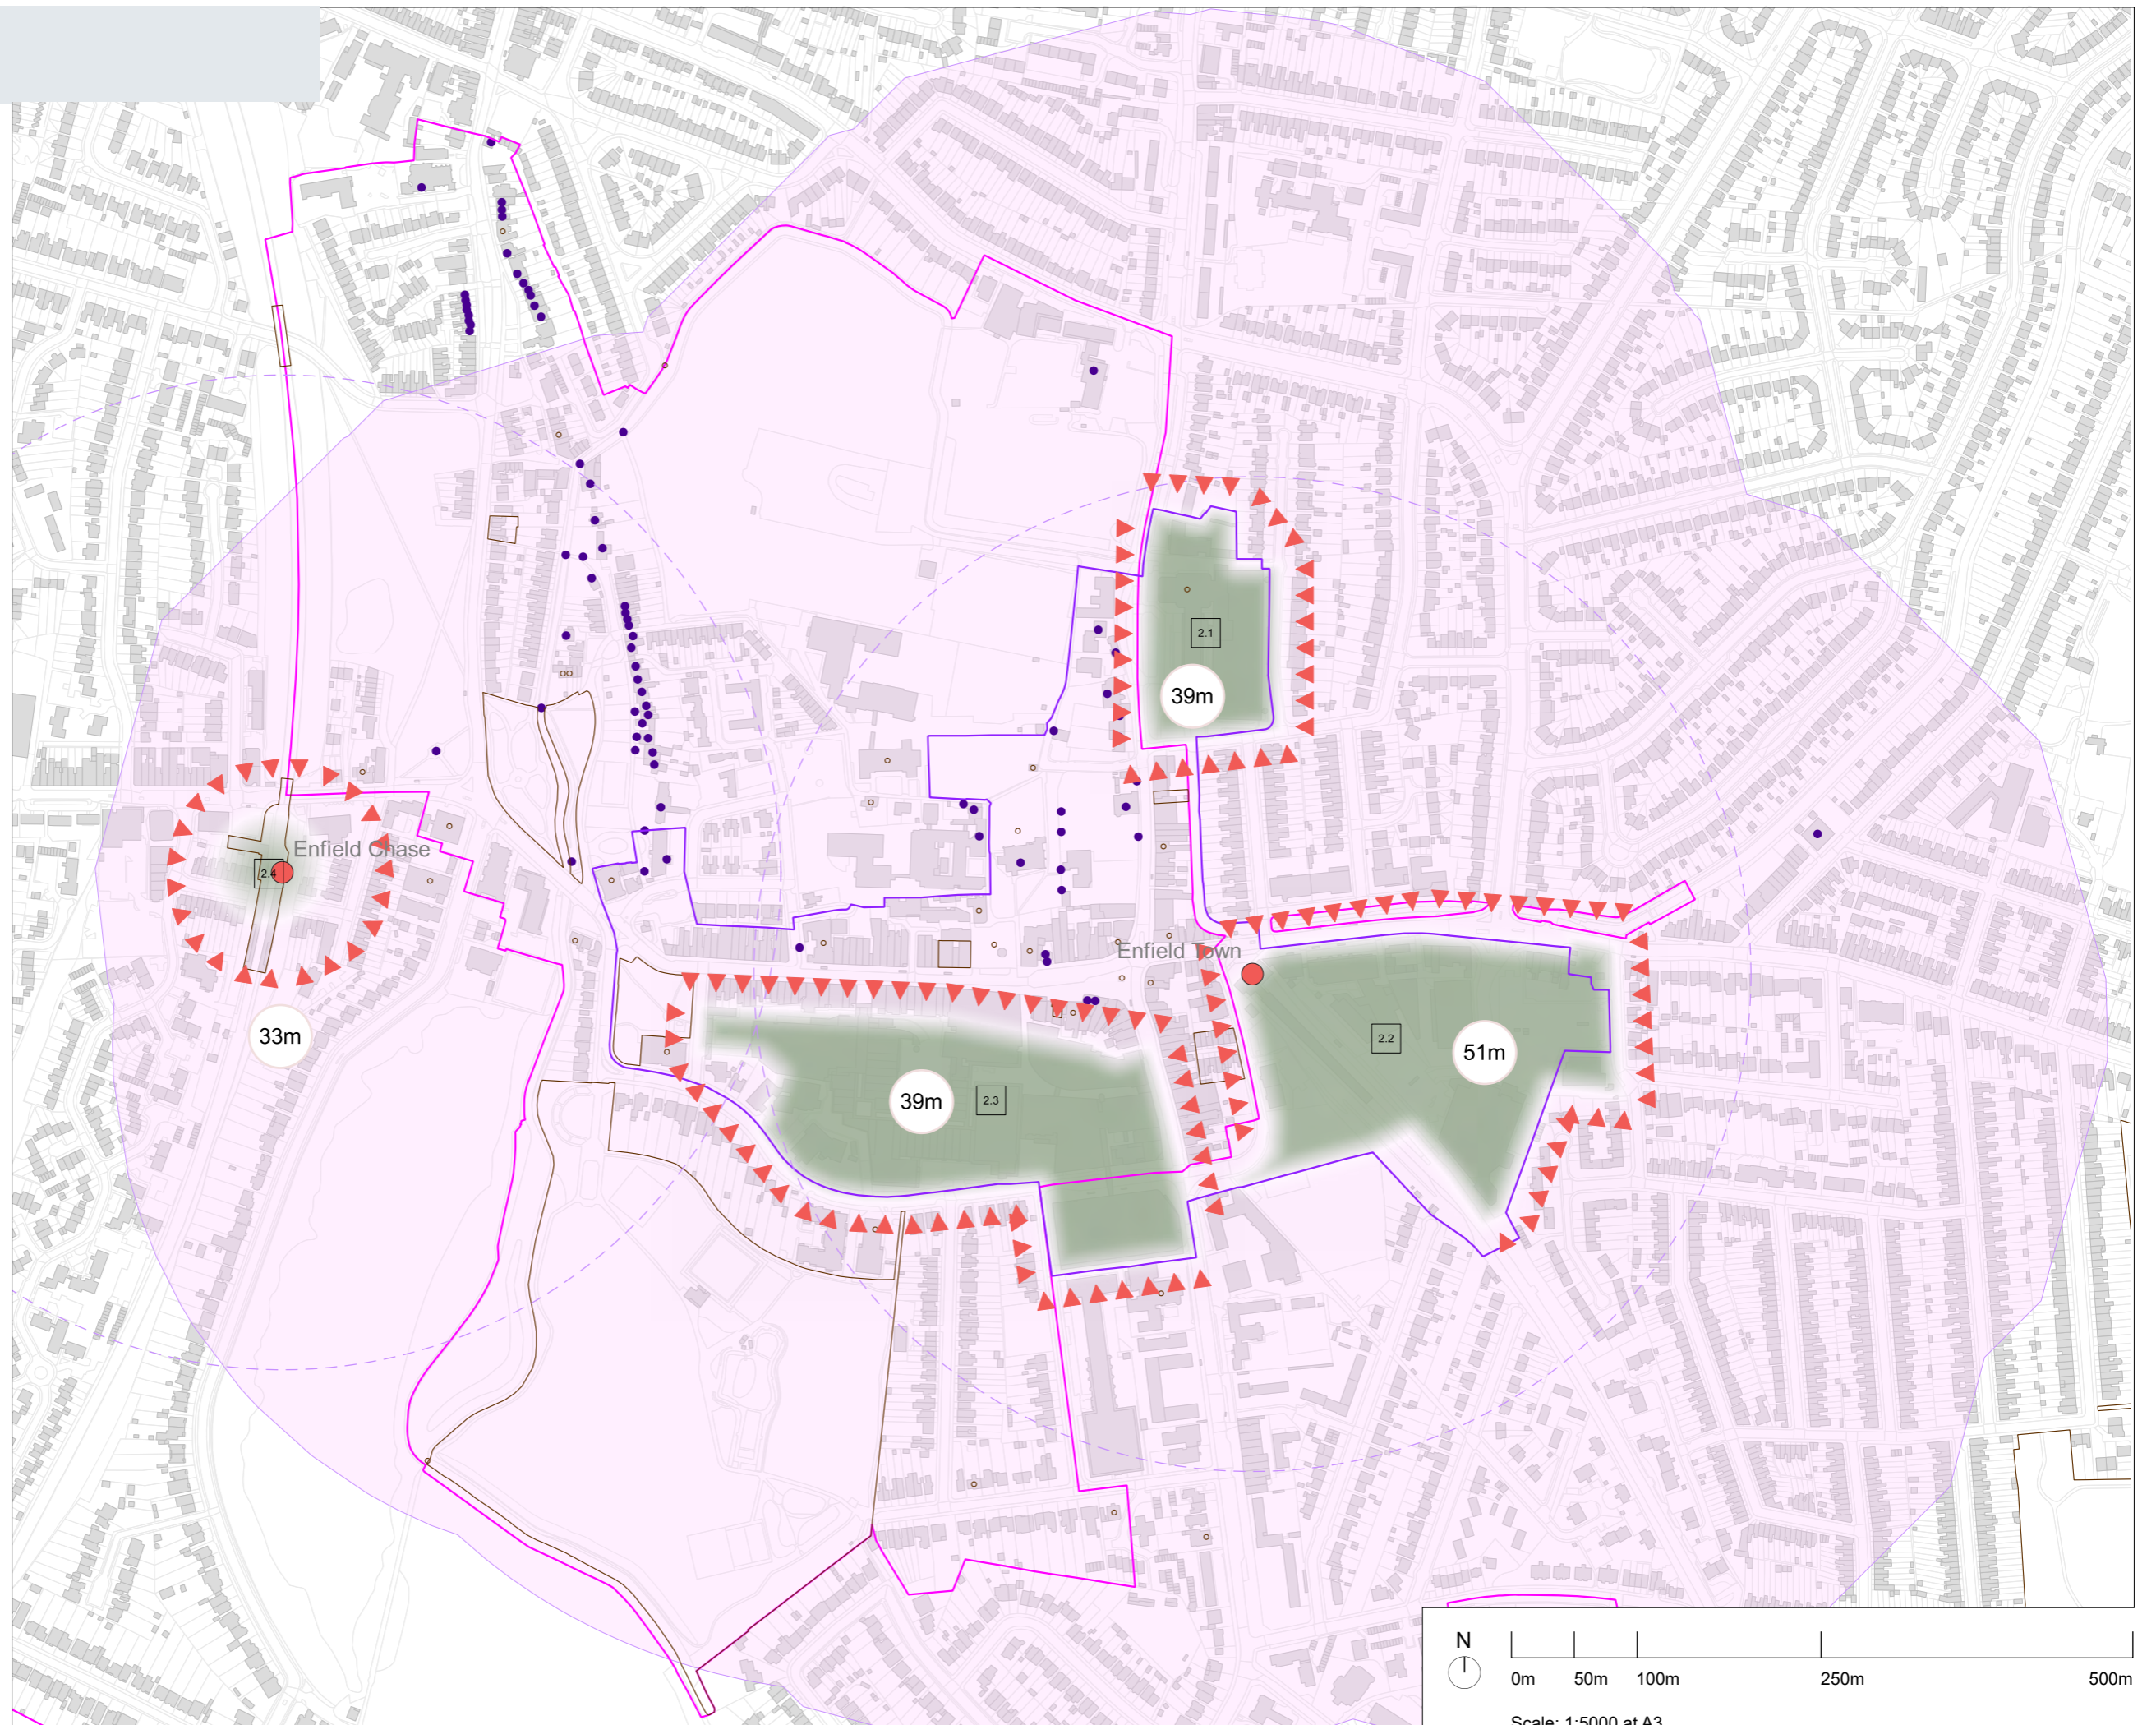 2.1
39m
Enfield Chase
2.4
Enfield Town
33m
2.2
51m
39m
2.3
N
0m 50m 100m 250m 500m
Scale: 1:5000 at A3